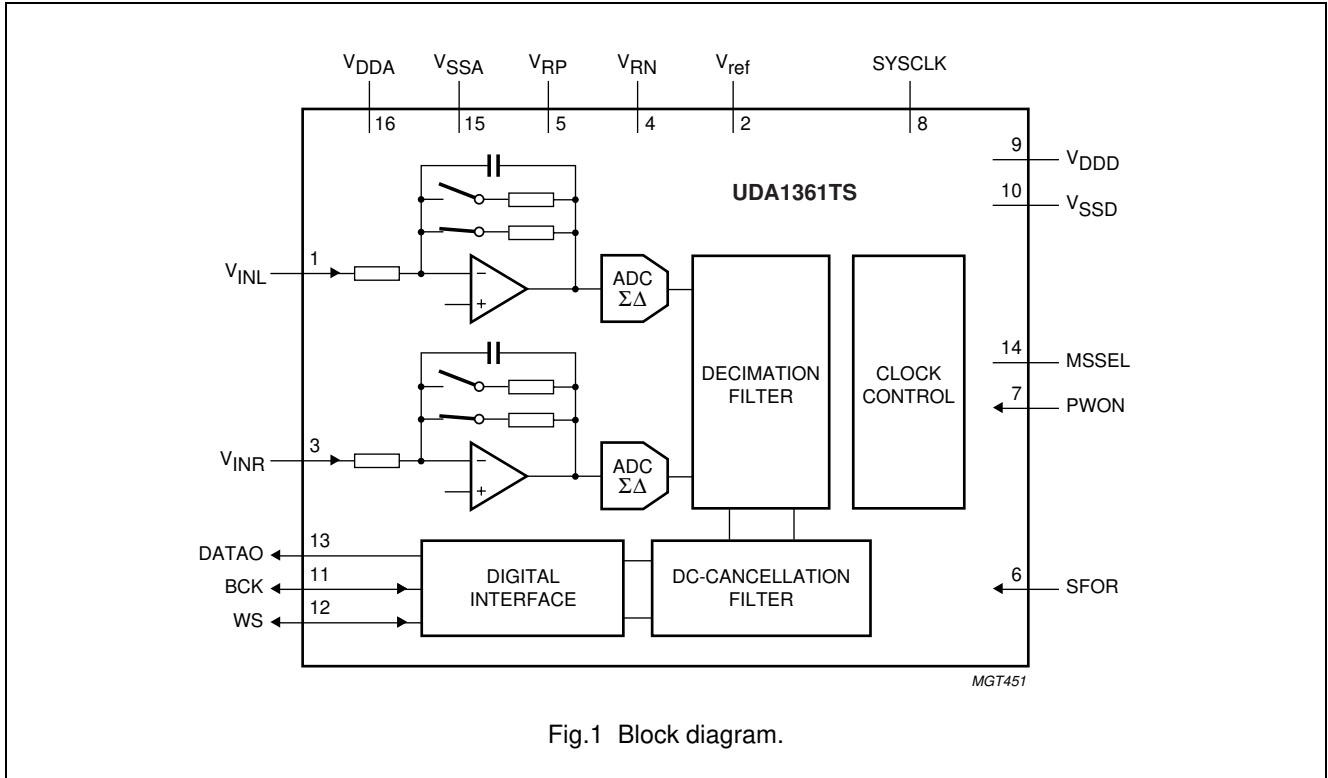 VDDA VSSA VRP VRN Vref SYSCLK
16 15 5 4 2 8
9 VDDD
UDA1361TS
10 VSSD
VINL 1
−
+
ADC
ΣΔ
DECIMATION
FILTER
CLOCK
CONTROL
14 MSSEL
7 PWON
VINR 3
−
+
ADC
ΣΔ
DATAO 13
BCK 11
WS 12
DIGITAL
INTERFACE
DC-CANCELLATION
FILTER
6 SFOR
MGT451
Fig.1 Block diagram.